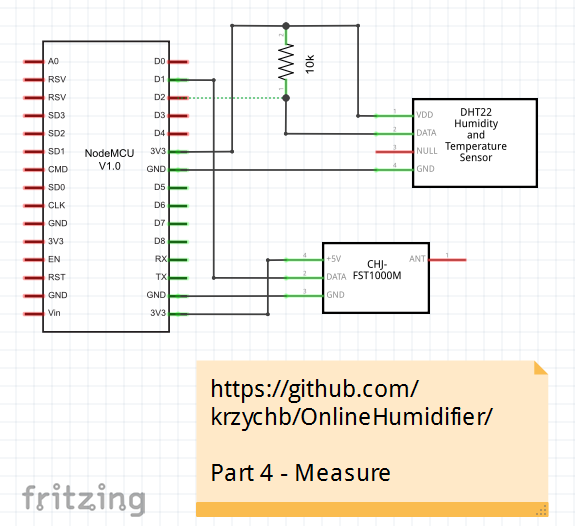 2
10k
1
A0
RSV
RSV
SD3
SD2
SD1
CMD
SD0
CLK
GND
3V3
EN
RST
GND
Vin
NodeMCU
V1.0
D0
D1
D2
D3
D4
3V3
GND
D5
D6
D7
D8
RX
TX
GND
3V3
1 VDD
2 DATA
3 NULL
4 GND
DHT22
Humidity
and
Temperature
Sensor
4 +5V
2 DATA
3 GND
CHJ-
FST1000M
ANT 1
https://github.com/
krzychb/OnlineHumidifier/
Part 4 - Measure
fritzing